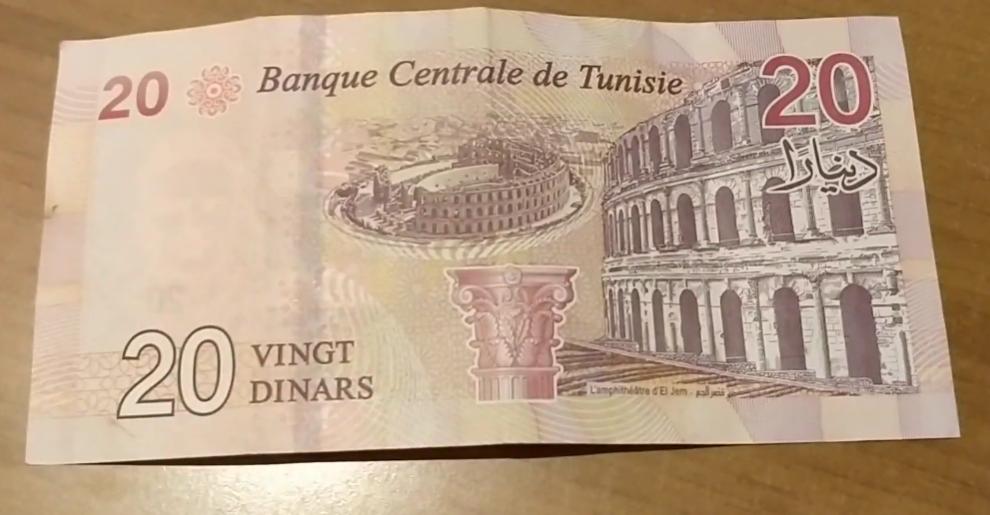 20 Banque Centrale de Tunisie 20
دينارا
20 VINGT
DINARS
L'amphithéâtre d'El Jem - قصر الجم